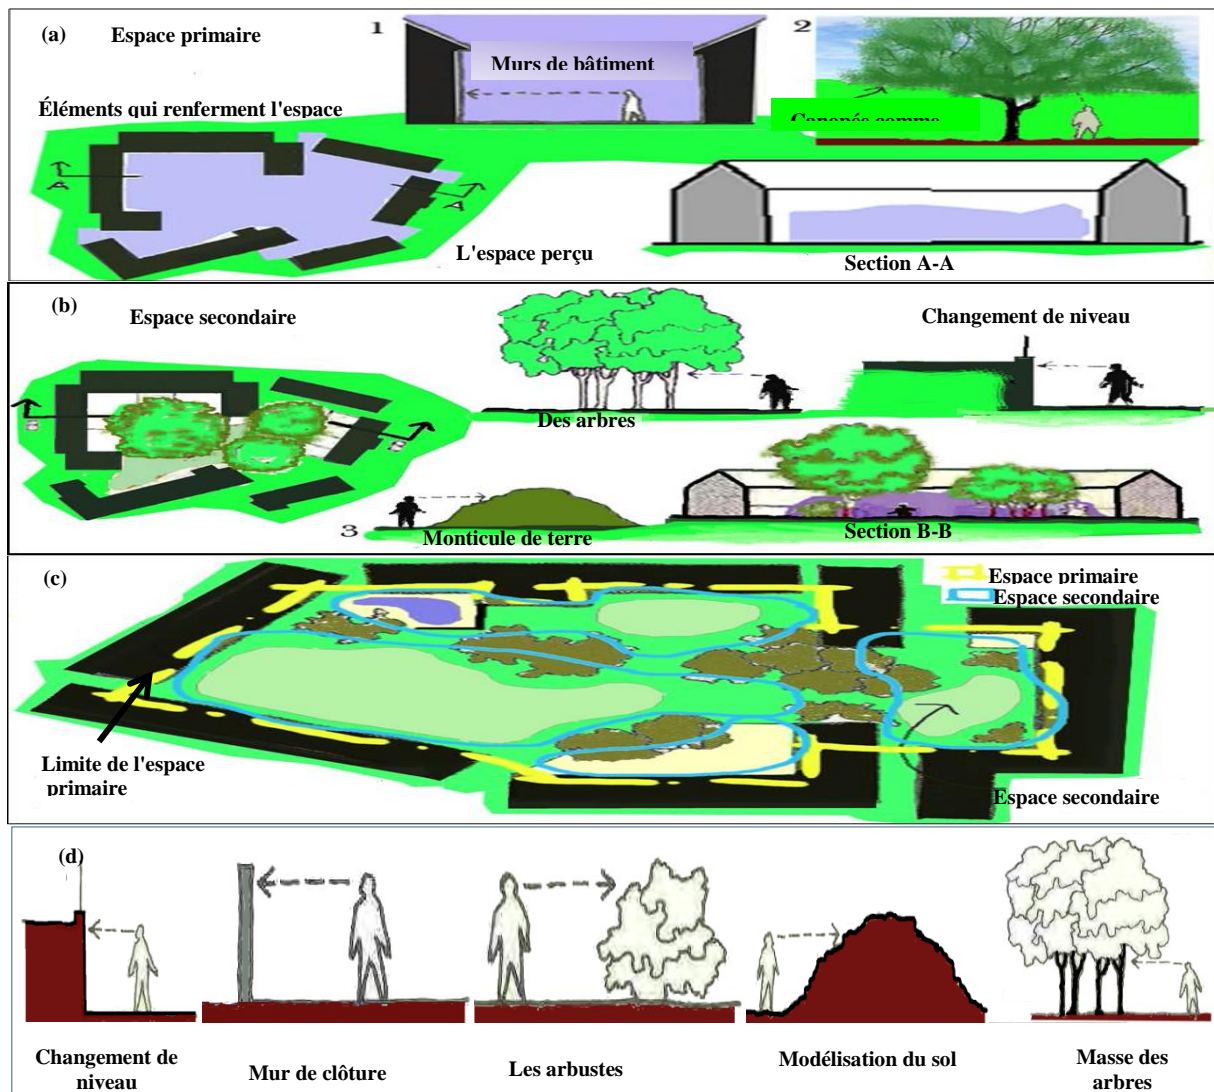 (a)
Espace primaire
1
2
Murs de bâtiment
Éléments qui renferment l'espace
Canopée comme
A
A
L'espace perçu
Section A-A
(b)
Espace secondaire
Changement de niveau
Des arbres
B
B
3
Monticule de terre
Section B-B
(c)
Espace primaire
Espace secondaire
Limite de l'espace
primaire
Espace secondaire
(d)
Changement de
niveau
Mur de clôture
Les arbustes
Modélisation du sol
Masse des
arbres